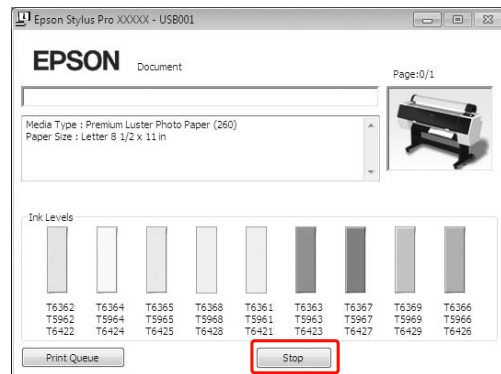 Epson Stylus Pro XXXXX - USB001
EPSON Document
Page:0/1
Media Type : Premium Luster Photo Paper (260)
Paper Size : Letter 8 1/2 x 11 in
Ink Levels
T6362 T6364 T6365 T6368 T6361 T6363 T6367 T6369 T6366
T5962 T5964 T5965 T5968 T5961 T5963 T5967 T5969 T5966
T6422 T6424 T6425 T6428 T6421 T6423 T6427 T6429 T6426
Print Queue Stop